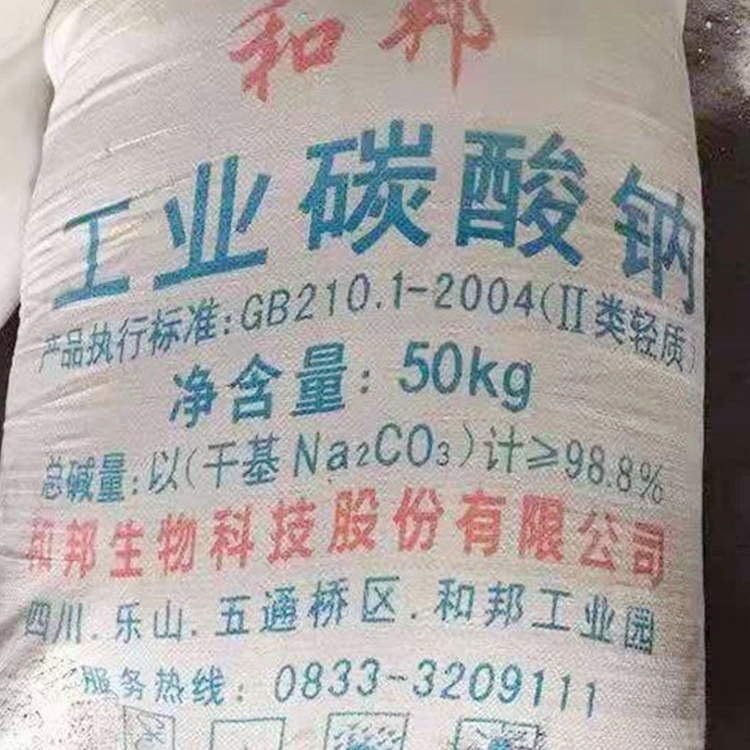 和邦
工业碳酸钠
产品执行标准:GB210.1-2004(II类轻质)
净含量:50kg
总碱量:以(干基Na₂CO₃)计≥98.8%
和邦生物科技股份有限公司
四川.乐山.五通桥区.和邦工业园
服务热线:0833-3209111